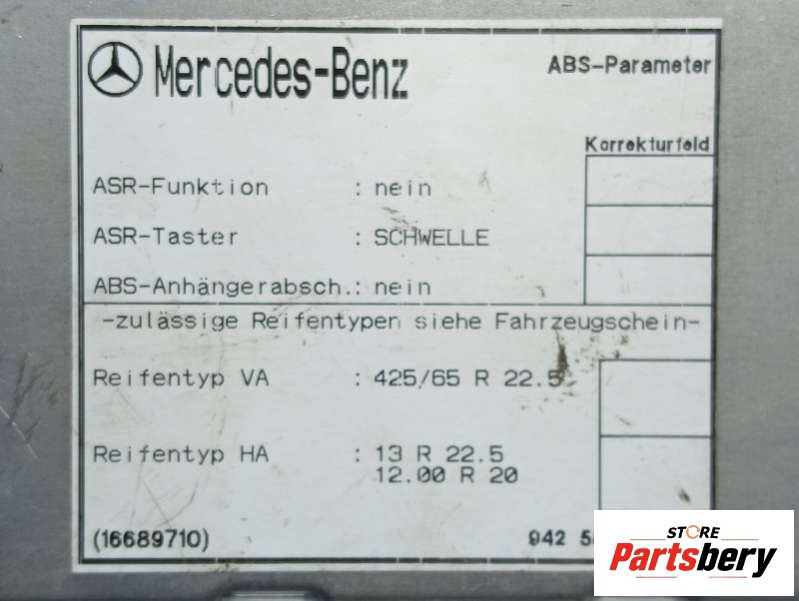 Mercedes-Benz
ABS-Parameter
Korrekturfeld
ASR-Funktion : nein
ASR-Taster : SCHWELLE
ABS-Anhängerabsch.: nein
-zulässige Reifentypen siehe Fahrzeugschein-
Reifentyp VA : 425/65 R 22.5
Reifentyp HA : 13 R 22.5
12.00 R 20
(16689710)
942
STORE
Partsbery